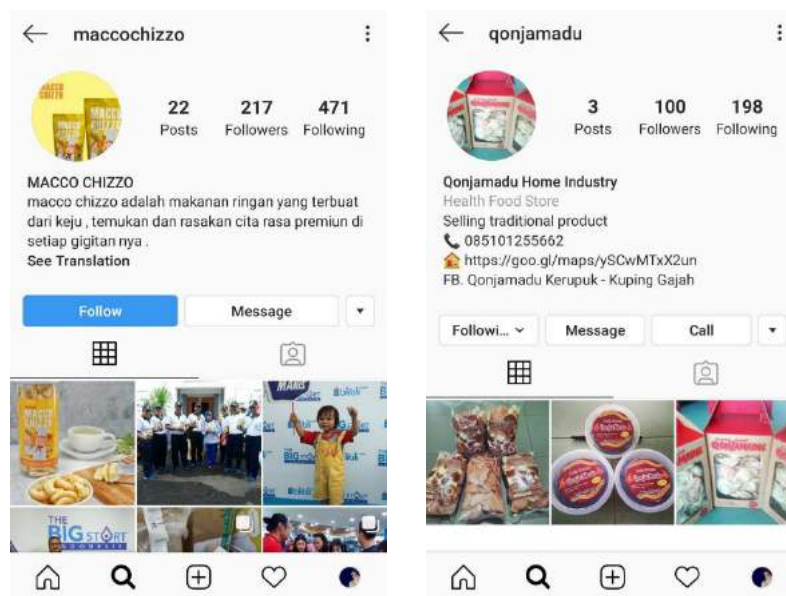 maccochizzo
22 217 471
Posts Followers Following
MACCO CHIZZO
macco chizzo adalah makanan ringan yang terbuat
dari keju , temukan dan rasakan cita rasa premiun di
setiap gigitan nya .
See Translation
Follow Message
MACCO
CHIZZO
MANIS
THE
BIG START
qonjamadu
3 100 198
Posts Followers Following
Qonjamadu Home Industry
Health Food Store
Selling traditional product
085101255662
https://goo.gl/maps/ySCwMTxX2un
FB. Qonjamadu Kerupuk - Kuping Gajah
Followi... Message Call
QONJAMADU